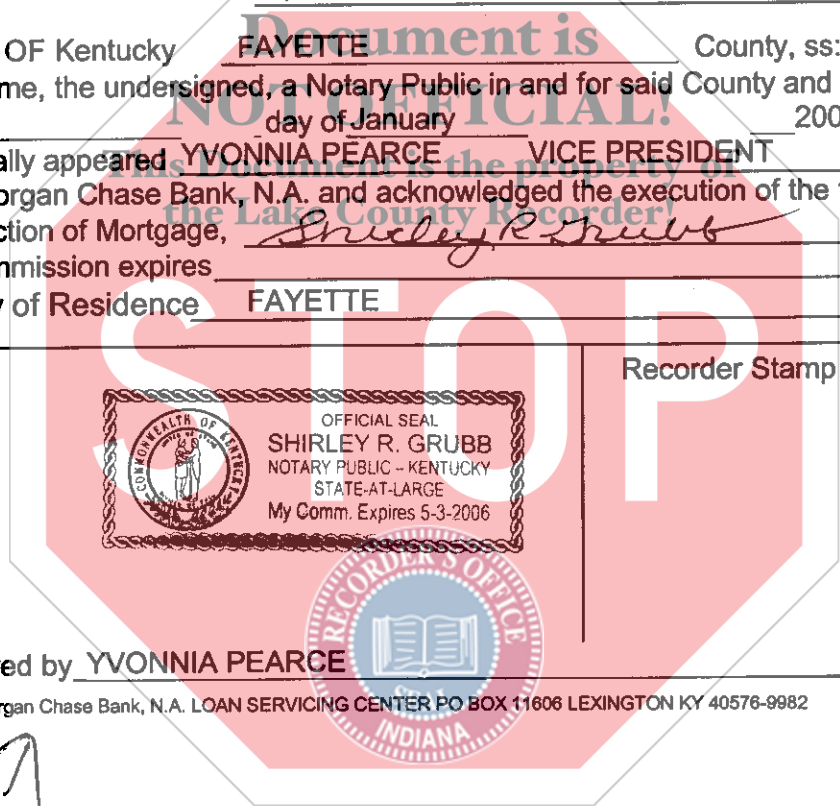 Document is
OF Kentucky FAYETTE County, ss:
me, the undersigned, a Notary Public in and for said County and
NOT OFFICIAL!
day of January 200
This Document is the property of
ally appeared YVONNIA PEARCE VICE PRESIDENT
organ Chase Bank, N.A. and acknowledged the execution of the
the Lake County Recorder!
ction of Mortgage, Shirley R Grubb
mmission expires
y of Residence FAYETTE
STOP
Recorder Stamp
COMMONWEALTH OF KENTUCKY
OFFICIAL SEAL
SHIRLEY R. GRUBB
NOTARY PUBLIC – KENTUCKY
STATE-AT-LARGE
My Comm. Expires 5-3-2006
RECORDER'S OFFICE
SEAL
INDIANA
ed by YVONNIA PEARCE
rgan Chase Bank, N.A. LOAN SERVICING CENTER PO BOX 11606 LEXINGTON KY 40576-9982